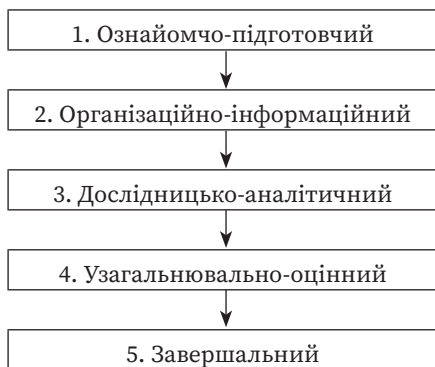 1. Ознайомчо-підготовчий
2. Організаційно-інформаційний
3. Дослідницько-аналітичний
4. Узагальнювально-оцінний
5. Завершальний